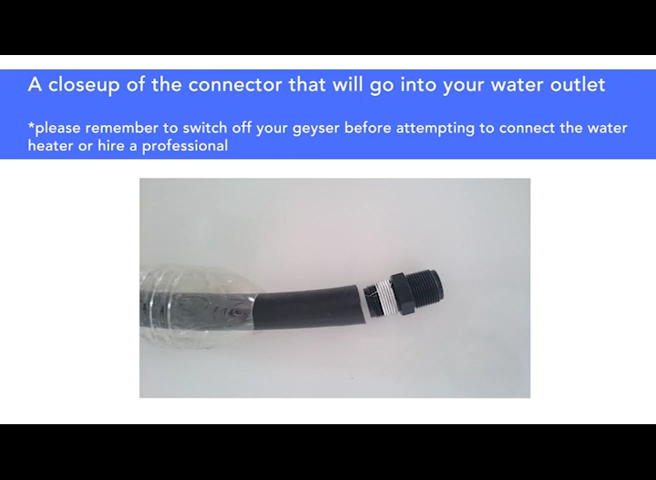 A closeup of the connector that will go into your water outlet
*please remember to switch off your geyser before attempting to connect the water
heater or hire a professional